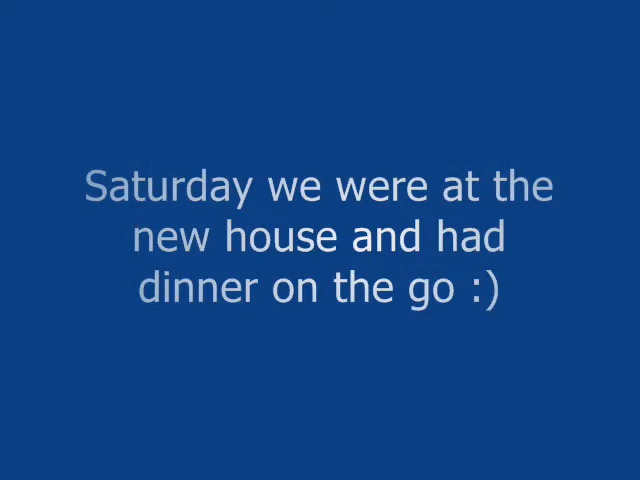 Saturday we were at the
new house and had
dinner on the go :)